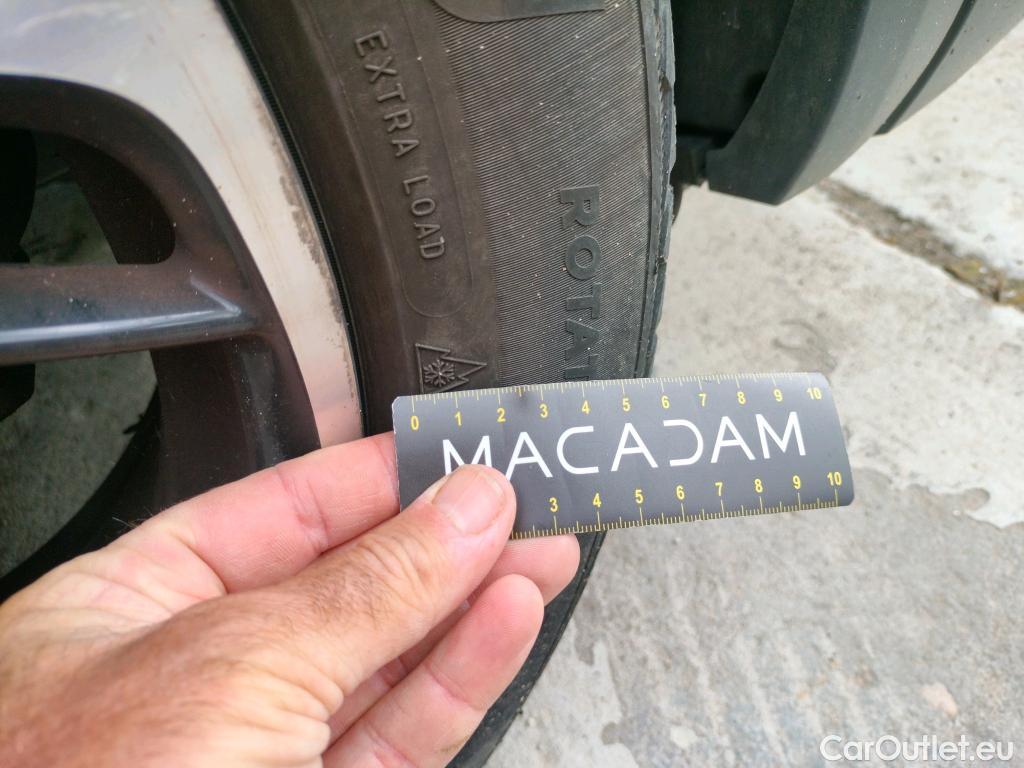 EXTRA LOAD
ROTA
0 1 2 3 4 5 6 7 8 9 10
MACADAM
3 4 5 6 7 8 9 10
CarOutlet.eu